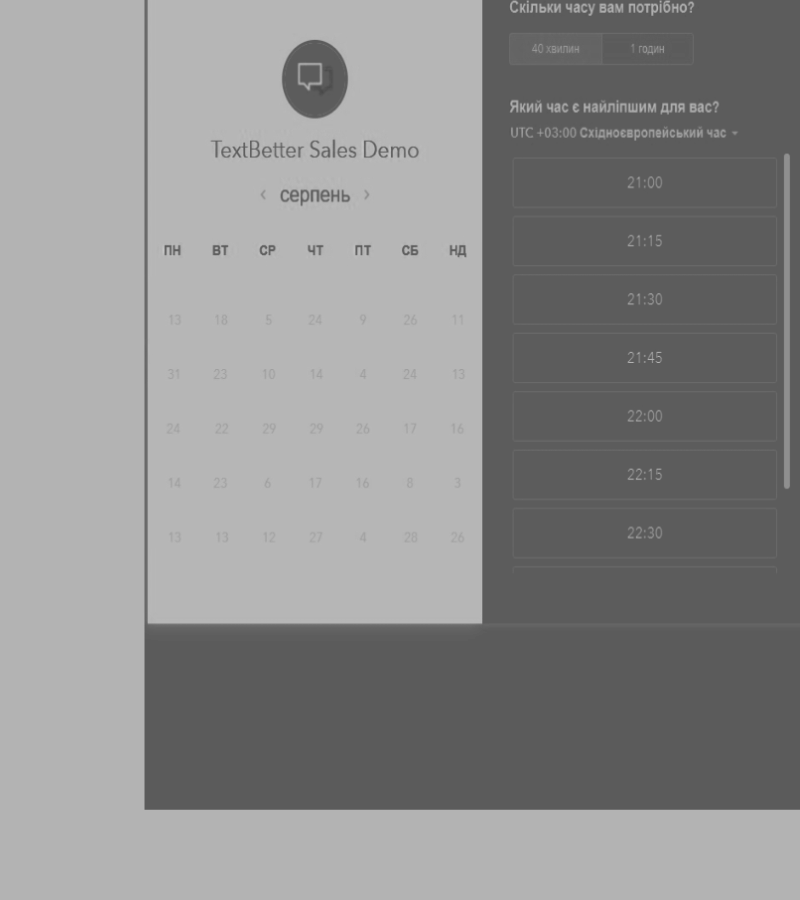 TextBetter Sales Demo
‹ серпень ›
ПН ВТ СР ЧТ ПТ СБ НД
13 18 5 24 9 26 11
31 23 10 14 4 24 13
24 22 29 29 26 17 16
14 23 6 17 16 8 3
13 13 12 27 4 28 26
Скільки часу вам потрібно?
40 хвилин 1 годин
Який час є найліпшим для вас?
UTC +03:00 Східноєвропейський час
21:00
21:15
21:30
21:45
22:00
22:15
22:30